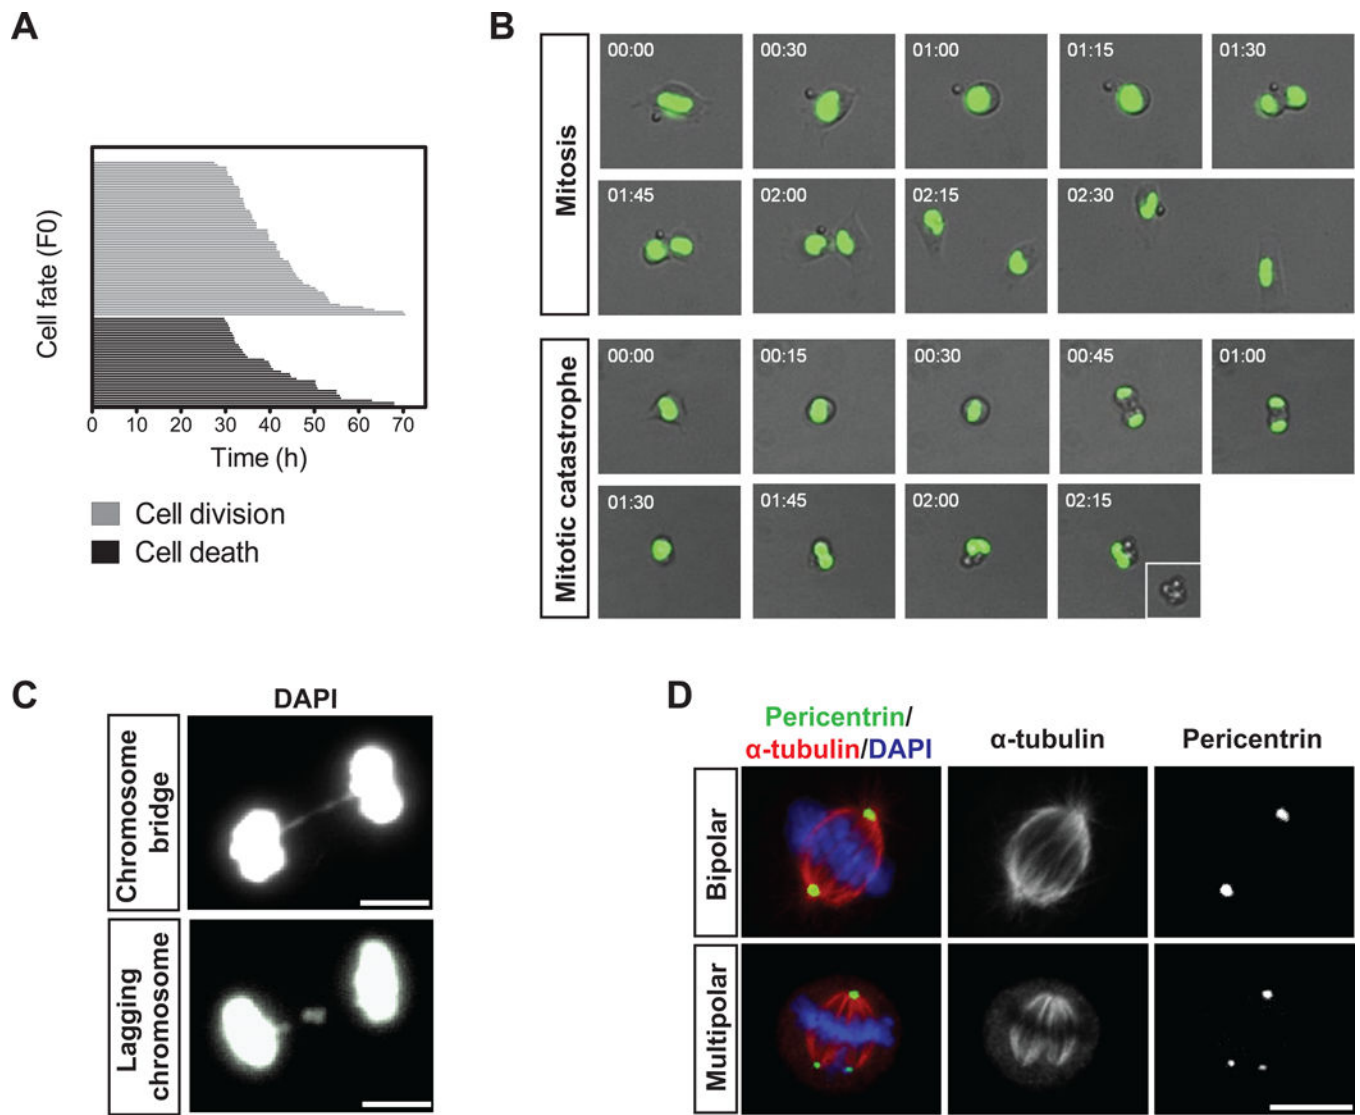 A
Cell fate (F0)
0 10 20 30 40 50 60 70
Time (h)
Cell division
Cell death
B
Mitosis
00:00 00:30 01:00 01:15 01:30
01:45 02:00 02:15 02:30
Mitotic catastrophe
00:00 00:15 00:30 00:45 01:00
01:30 01:45 02:00 02:15
C
DAPI
Chromosome
bridge
Lagging
chromosome
D
Pericentrin/
α-tubulin/DAPI
α-tubulin
Pericentrin
Bipolar
Multipolar